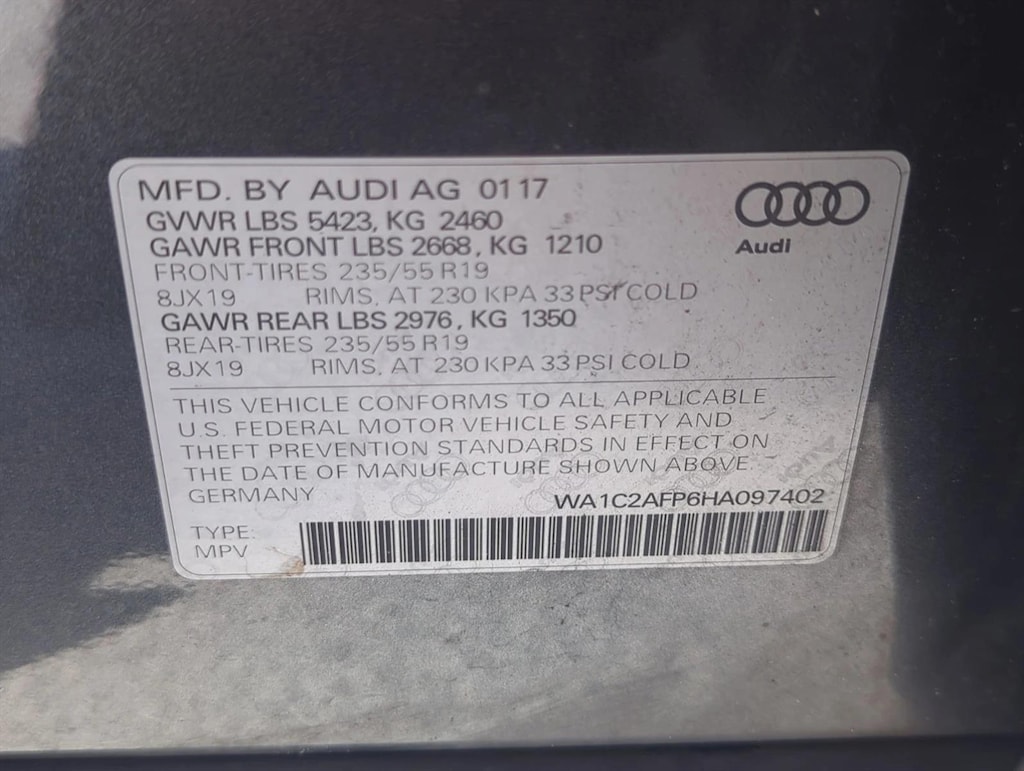 MFD. BY AUDI AG 01 17
GVWR LBS 5423, KG 2460
GAWR FRONT LBS 2668, KG 1210
FRONT-TIRES 235/55 R19
8JX19 RIMS, AT 230 KPA 33 PSI COLD
GAWR REAR LBS 2976, KG 1350
REAR-TIRES 235/55 R19
8JX19 RIMS, AT 230 KPA 33 PSI COLD
Audi
THIS VEHICLE CONFORMS TO ALL APPLICABLE
U.S. FEDERAL MOTOR VEHICLE SAFETY AND
THEFT PREVENTION STANDARDS IN EFFECT ON
THE DATE OF MANUFACTURE SHOWN ABOVE.
GERMANY WA1C2AFP6HA097402
TYPE:
MPV